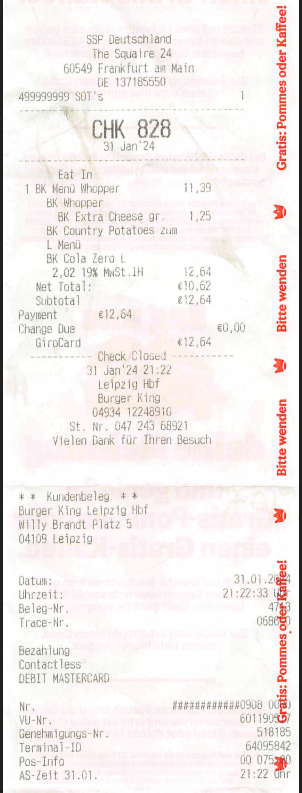 SSP Deutschland
The Squaire 24
60549 Frankfurt am Main
DE 137185550
499999999 SOT's 1
CHK 828
31 Jan'24
Eat In
1 BK Menü Whopper 11,39
BK Whopper
BK Extra Cheese gr. 1,25
BK Country Potatoes zum
L Menü
BK Cola Zero L
2,02 19% MwSt.IH 12,64
Net Total: €10,62
Subtotal €12,64
Payment €12,64
Change Due €0,00
GiroCard €12,64
Check Closed
31 Jan'24 21:22
Leipzig Hbf
Burger King
04934 12248910
St. Nr. 047 243 68921
Vielen Dank für Ihren Besuch
* * Kundenbeleg * *
Burger King Leipzig Hbf
Willy Brandt Platz 5
04109 Leipzig
Datum: 31.01.2024
Uhrzeit: 21:22:33 Uhr
Beleg-Nr.
Trace-Nr.
Bezahlung
Contactless
DEBIT MASTERCARD
Nr. ############0908
VU-Nr.
Genehmigungs-Nr. 518185
Terminal-ID 64095842
Pos-Info 00
AS-Zeit 31.01. 21:22 Uhr
Gratis: Pommes oder Kaffee!
Bitte wenden
Bitte wenden
Gratis: Pommes oder Kaffee!